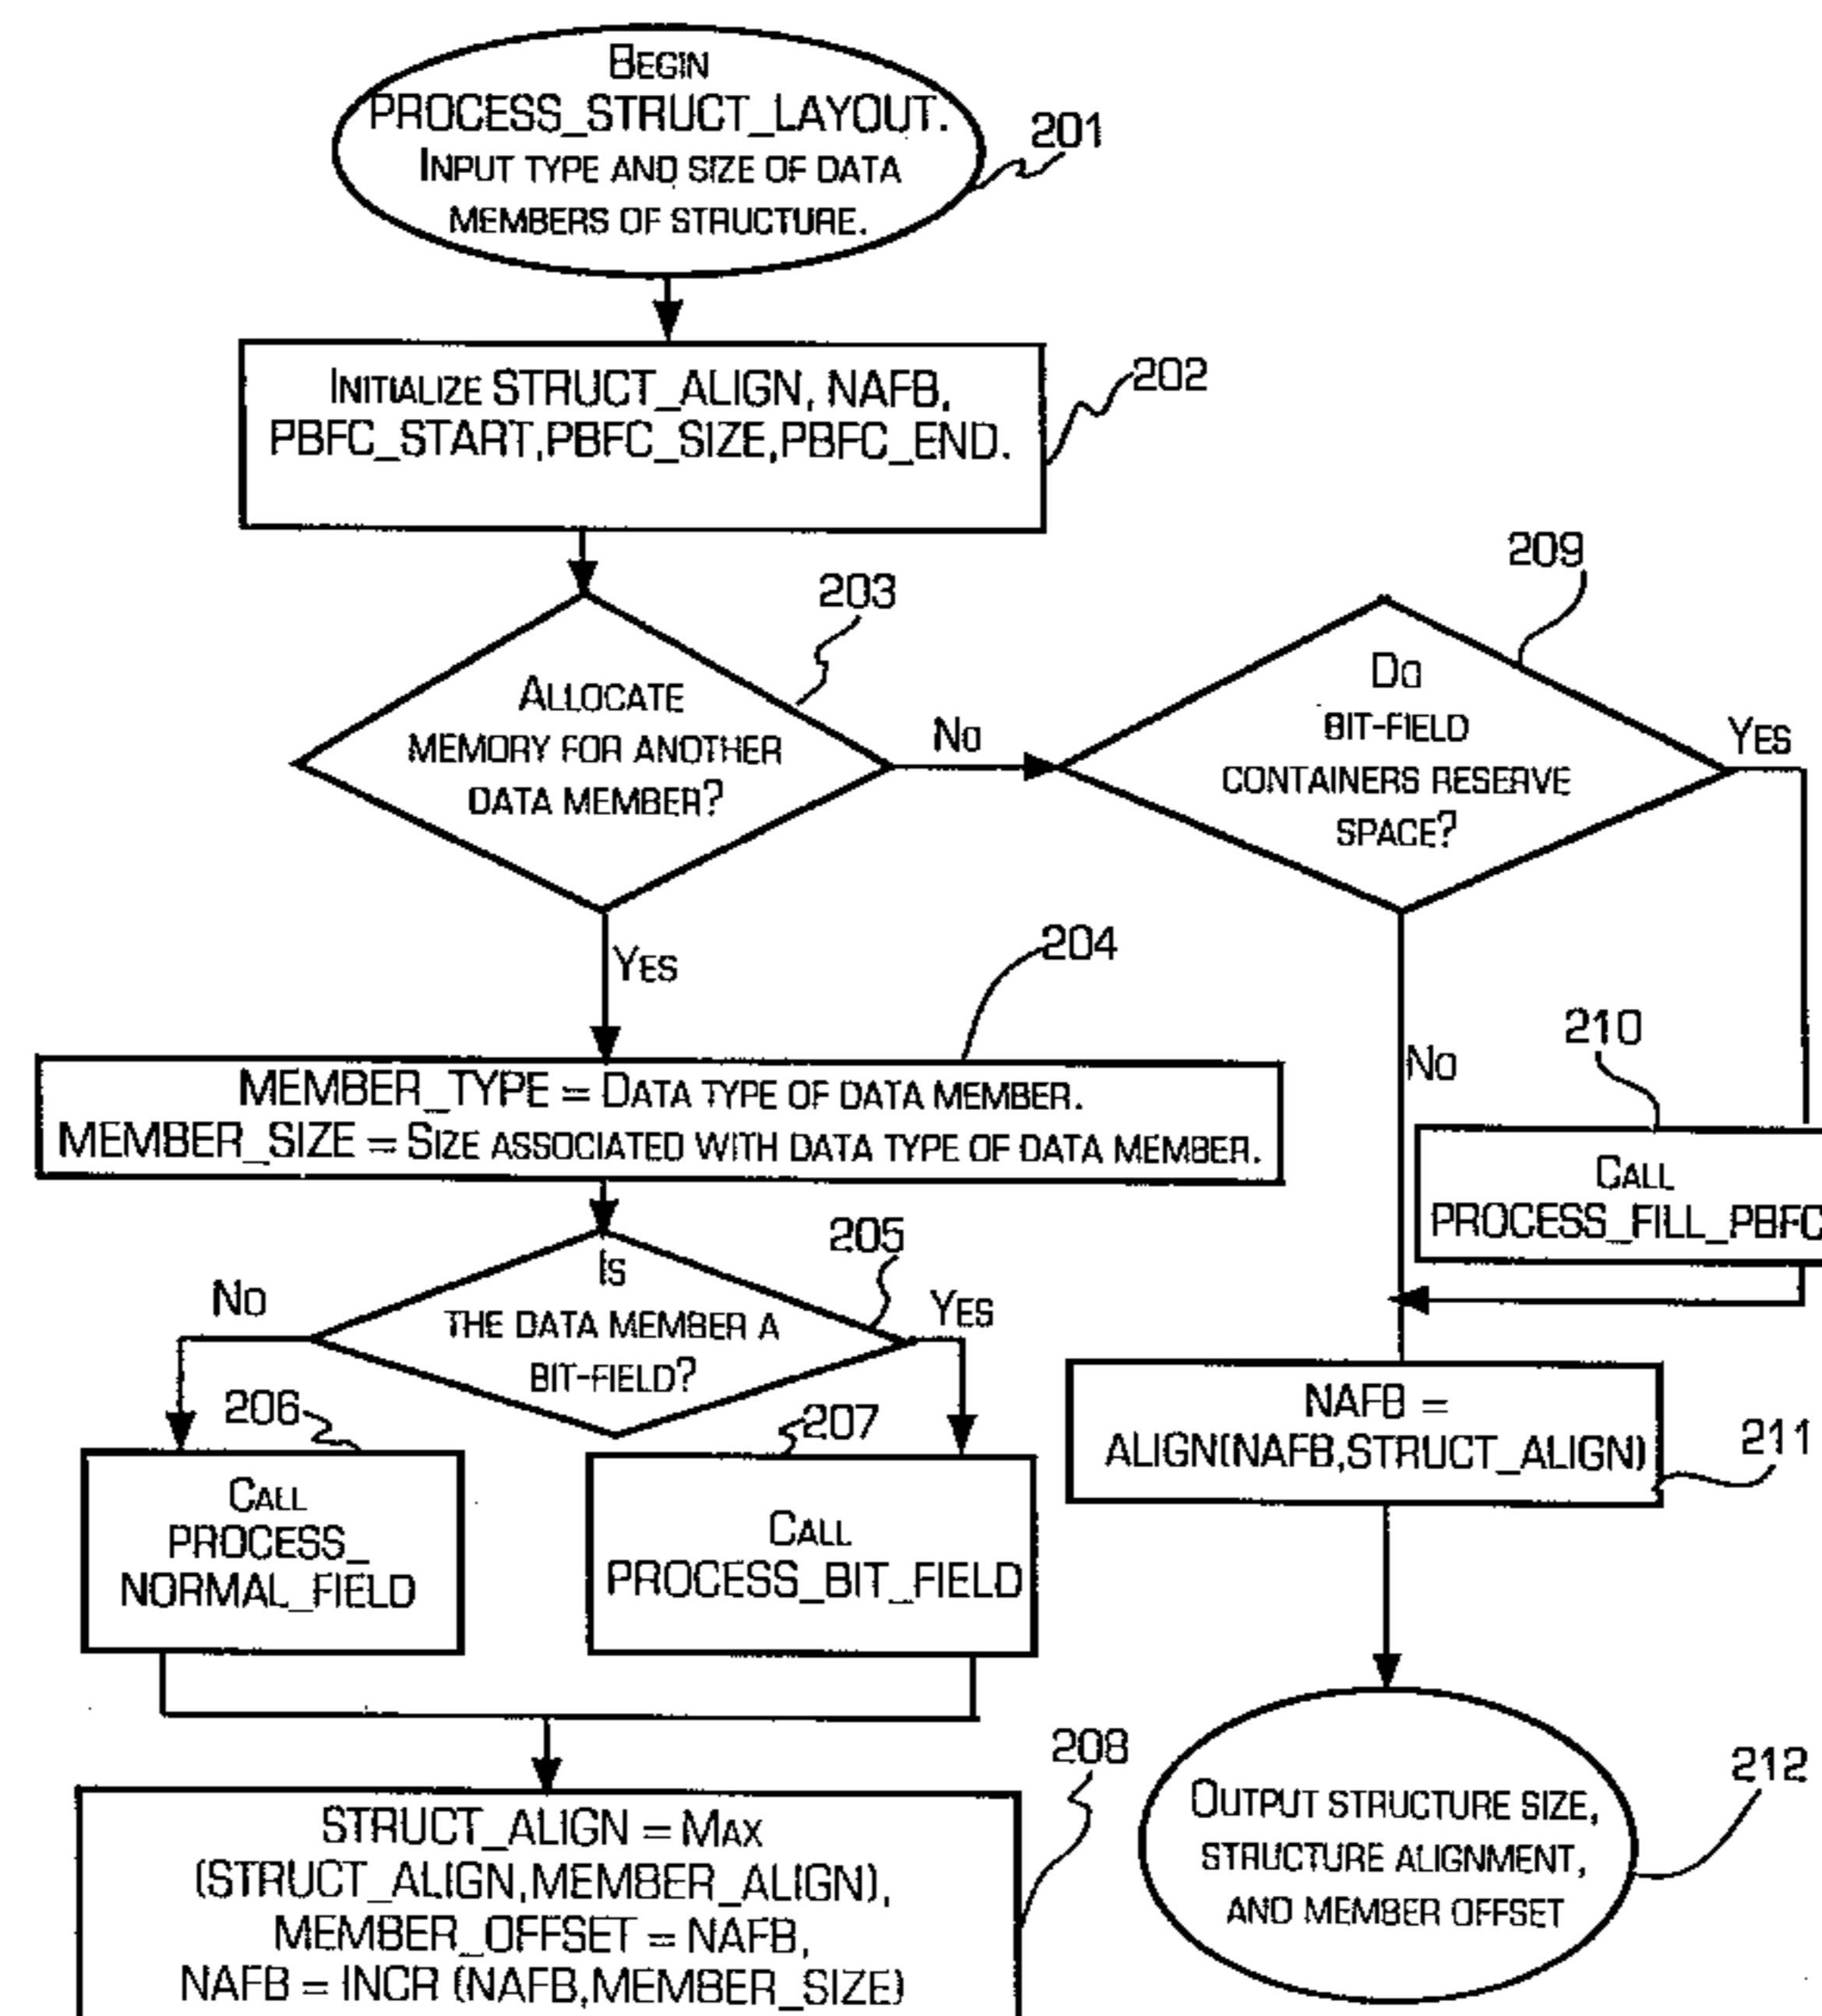 BEGIN
PROCESS_STRUCT_LAYOUT.
INPUT TYPE AND SIZE OF DATA
MEMBERS OF STRUCTURE.
201
INITIALIZE STRUCT_ALIGN, NAFB,
PBFC_START,PBFC_SIZE,PBFC_END.
202
203
ALLOCATE
MEMORY FOR ANOTHER
DATA MEMBER?
No
YES
209
Do
BIT-FIELD
CONTAINERS RESERVE
SPACE?
YES
No
204
MEMBER_TYPE = DATA TYPE OF DATA MEMBER.
MEMBER_SIZE = SIZE ASSOCIATED WITH DATA TYPE OF DATA MEMBER.
210
CALL
PROCESS_FILL_PBFC
205
Is
THE DATA MEMBER A
BIT-FIELD?
No
YES
206
CALL
PROCESS_
NORMAL_FIELD
207
CALL
PROCESS_BIT_FIELD
NAFB =
ALIGN(NAFB,STRUCT_ALIGN)
211
208
STRUCT_ALIGN = MAX
(STRUCT_ALIGN,MEMBER_ALIGN),
MEMBER_OFFSET = NAFB,
NAFB = INCR (NAFB,MEMBER_SIZE)
OUTPUT STRUCTURE SIZE,
STRUCTURE ALIGNMENT,
AND MEMBER OFFSET
212